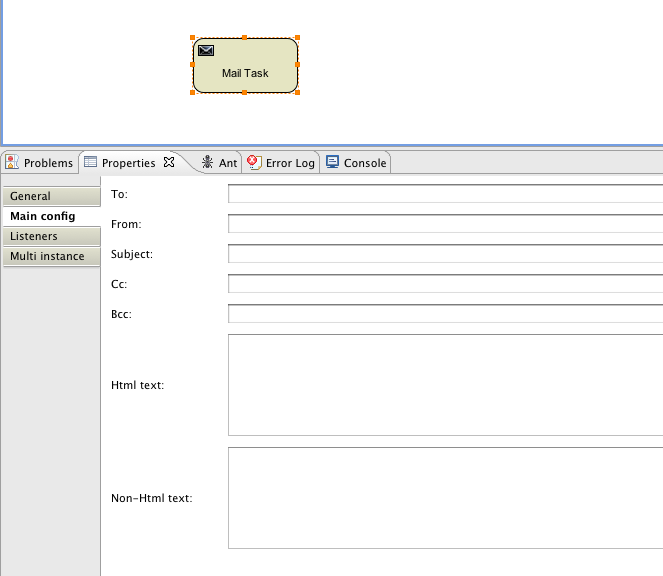 Mail Task
Problems
Properties
Ant
Error Log
Console
General
Main config
Listeners
Multi instance
To:
From:
Subject:
Cc:
Bcc:
Html text:
Non-Html text: